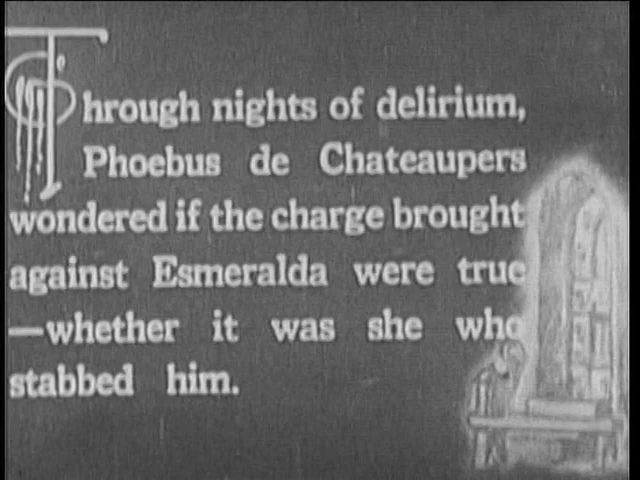 Through nights of delirium,
Phoebus de Chateaupers
wondered if the charge brought
against Esmeralda were true
—whether it was she who
stabbed him.